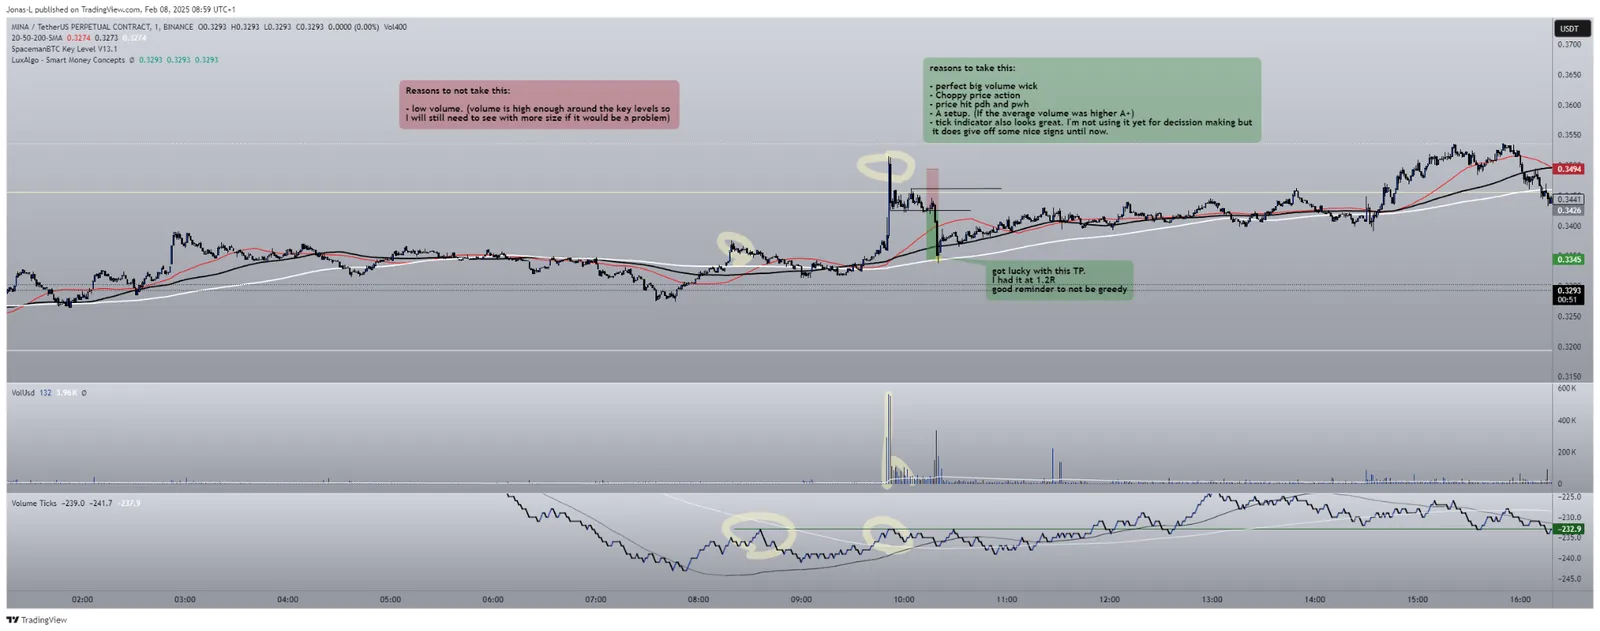 Jonas-L published on TradingView.com, Feb 08, 2025 08:59 UTC+1
MINA / TetherUS PERPETUAL CONTRACT, 1, BINANCE O0.3293 H0.3293 L0.3293 C0.3293 0.0000 (0.00%) Vol400
20-50-200-SMA 0.3274 0.3273 0.3274
SpacemanBTC Key Level V13.1
LuxAlgo - Smart Money Concepts Ø 0.3293 0.3293 0.3293
Reasons to not take this:
- low volume. (volume is high enough around the key levels so
I will still need to see with more size if it would be a problem)
reasons to take this:
- perfect big volume wick
- Choppy price action
- price hit pdh and pwh
- A setup. (If the average volume was higher A+)
- tick indicator also looks great. I'm not using it yet for decission making but
it does give off some nice signs until now.
got lucky with this TP.
I had it at 1.2R
good reminder to not be greedy
USDT
0.3700
0.3650
0.3600
0.3550
0.3494
0.3441
0.3426
0.3400
0.3345
0.3293
00:51
0.3250
0.3200
0.3150
VolUsd 132 3.96K Ø
600 K
400 K
200 K
0
Volume Ticks -239.0 -241.7 -237.9
-225.0
-230.0
-232.9
-235.0
-240.0
-245.0
02:00 03:00 04:00 05:00 06:00 07:00 08:00 09:00 10:00 11:00 12:00 13:00 14:00 15:00 16:00
TradingView